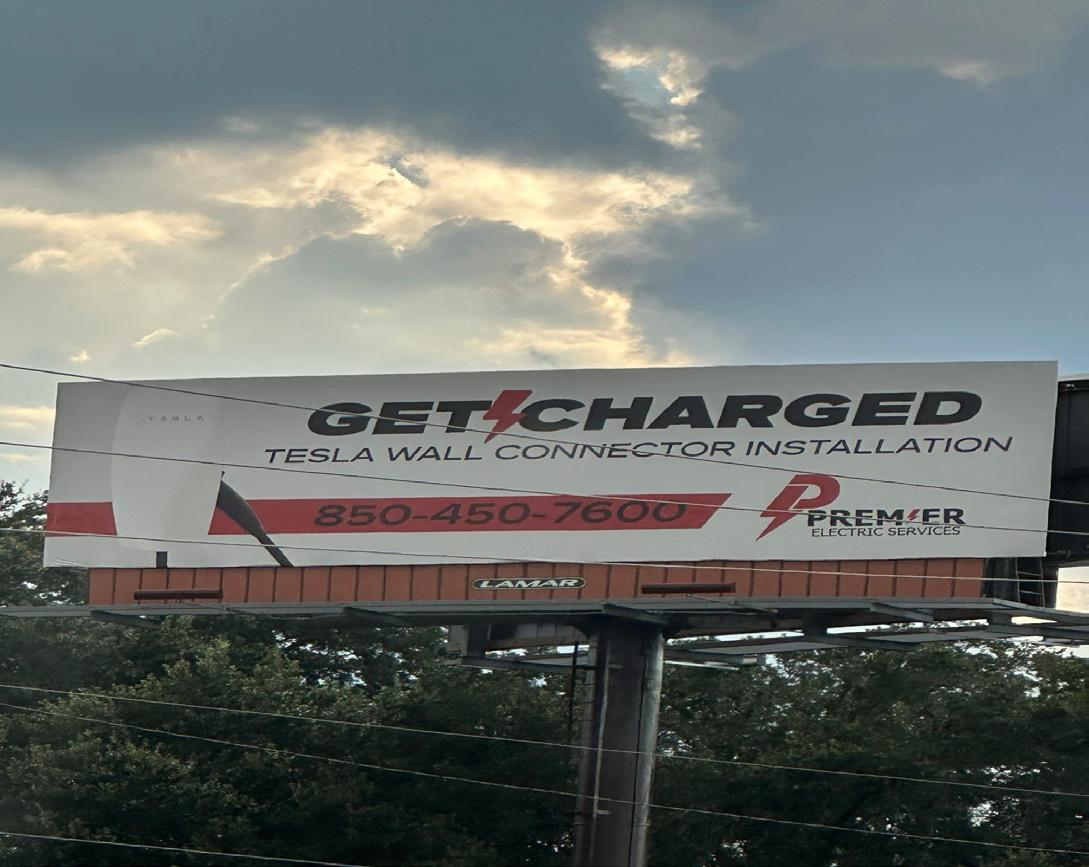 TESLA
GET CHARGED
TESLA WALL CONNECTOR INSTALLATION
850-450-7600
P
PREMIER
ELECTRIC SERVICES
LAMAR